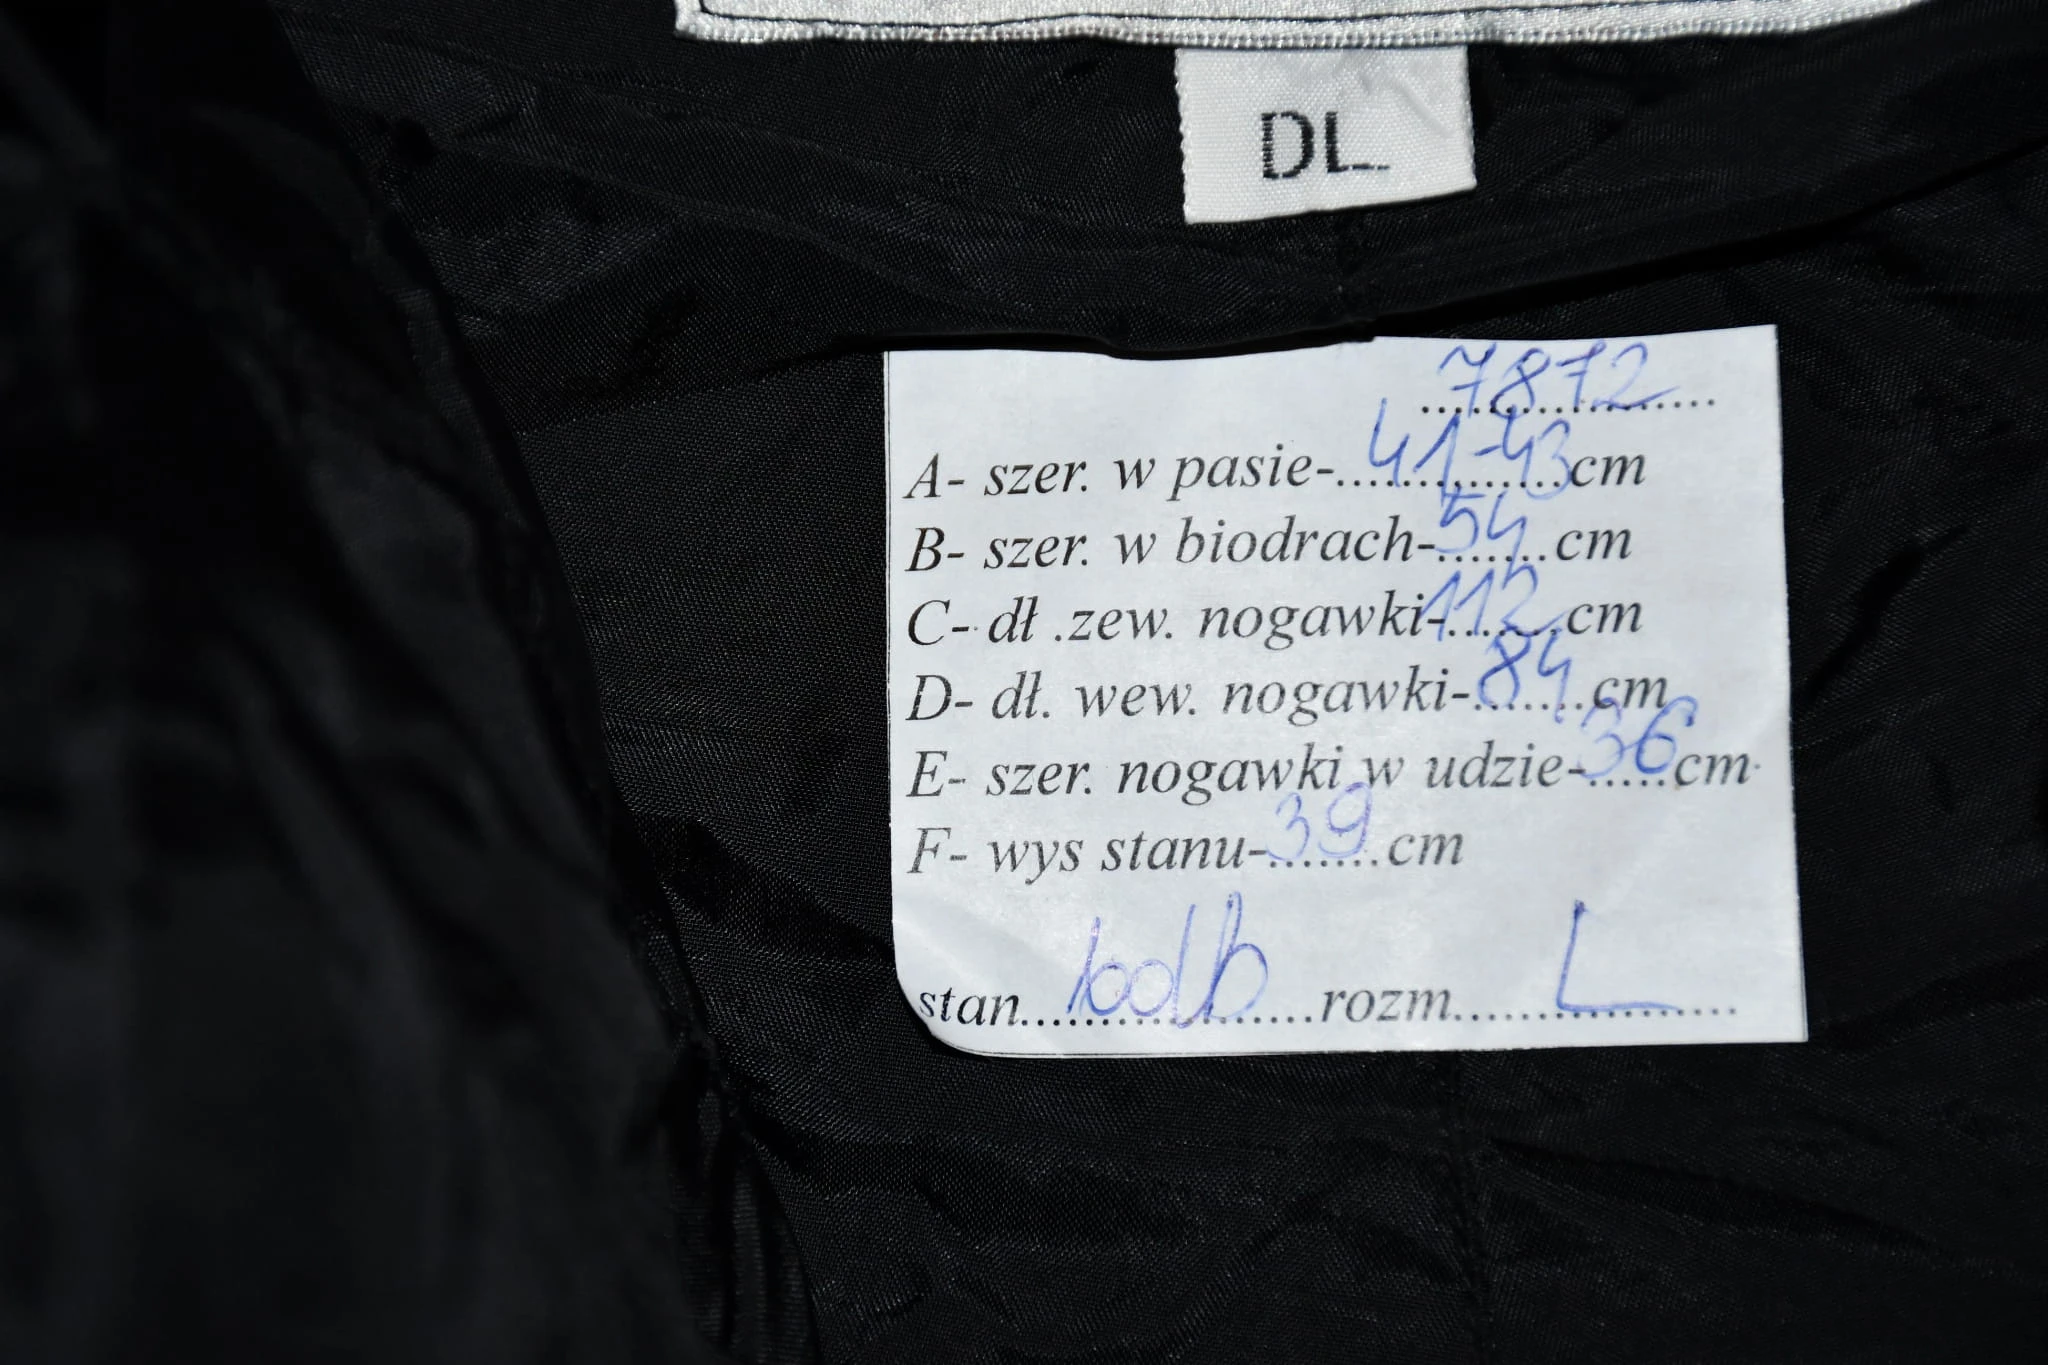 DL
7872
A- szer. w pasie-41-43cm
B- szer. w biodrach-54cm
C- dł .zew. nogawki-112cm
D- dł. wew. nogawki-84cm
E- szer. nogawki w udzie-36cm
F- wys stanu-39cm
stan bdb rozm L